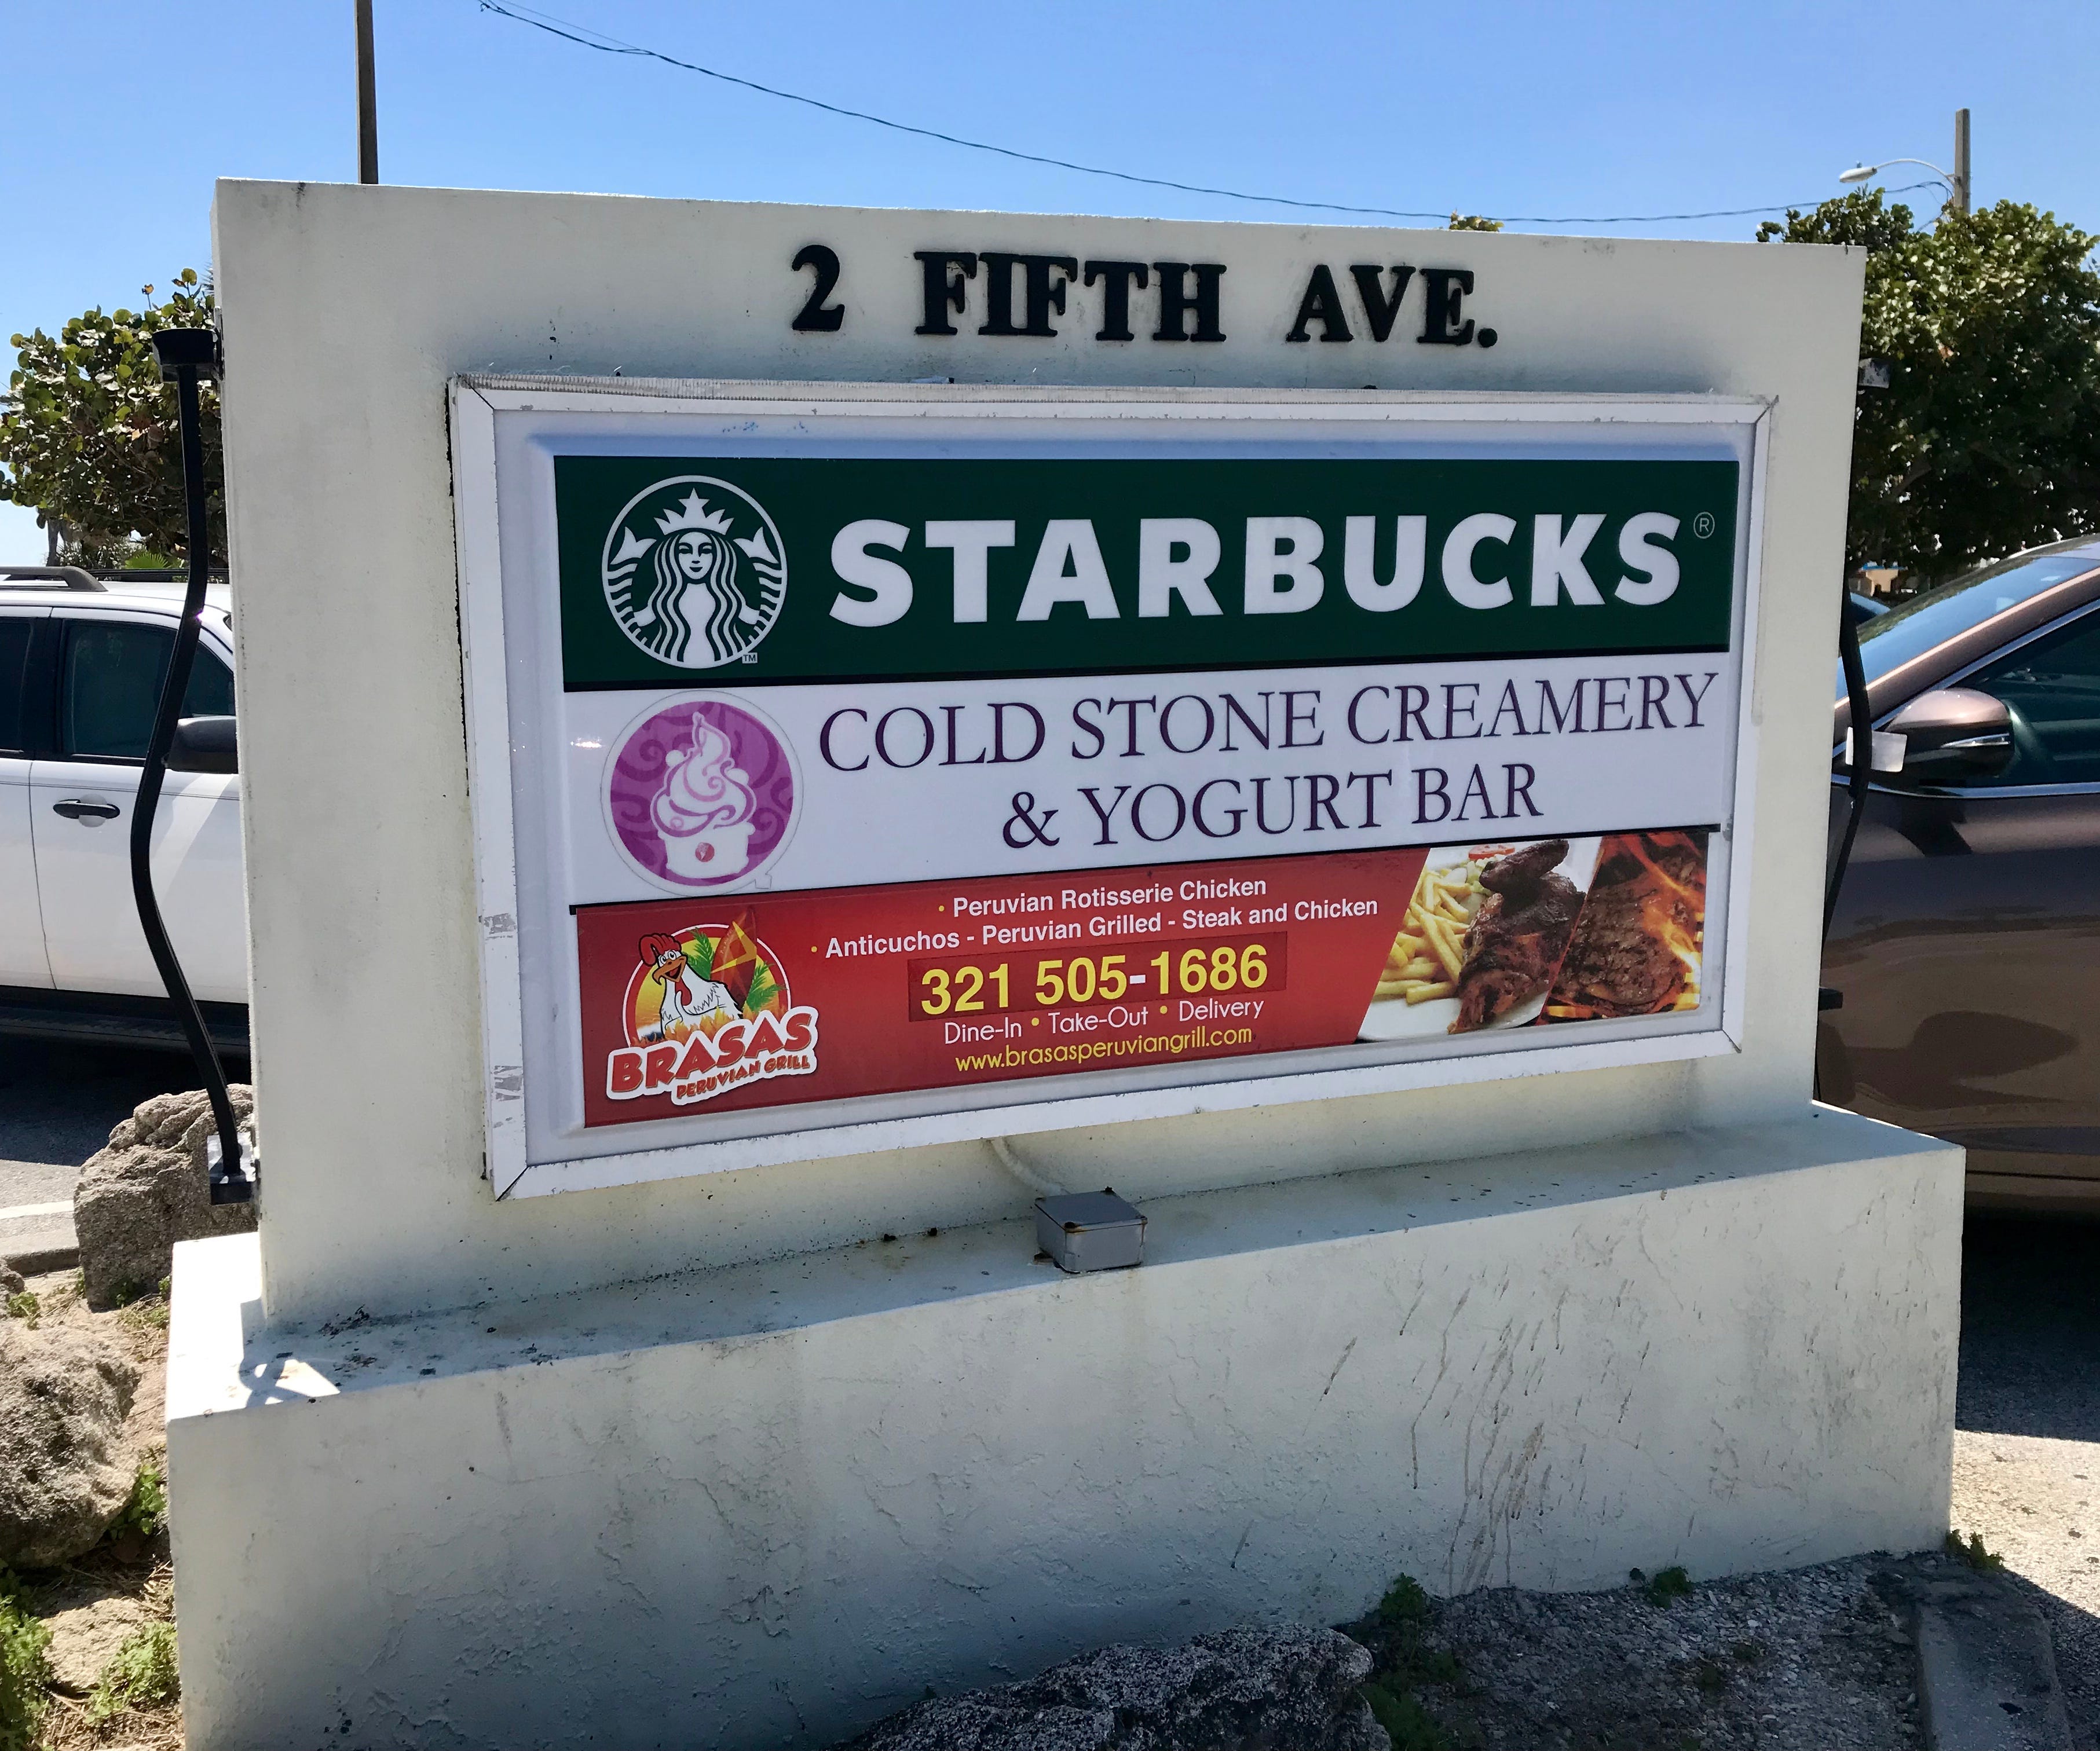 2 FIFTH AVE.
STARBUCKS®
TM
COLD STONE CREAMERY
& YOGURT BAR
• Peruvian Rotisserie Chicken
• Anticuchos - Peruvian Grilled - Steak and Chicken
321 505-1686
Dine-In • Take-Out • Delivery
www.brasasperuviangrill.com
BRASAS
PERUVIAN GRILL